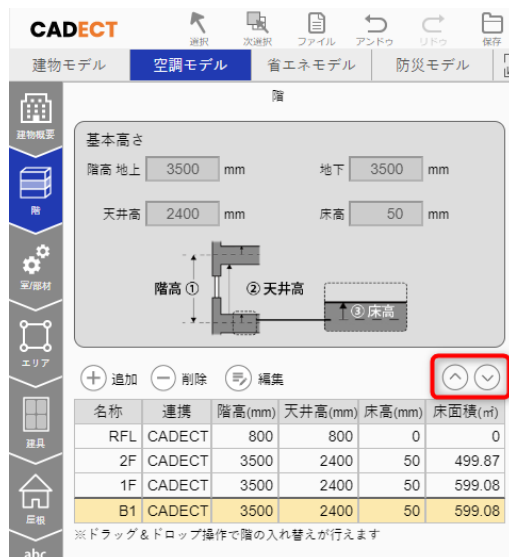 CADECT
選択 次選択 ファイル アンドゥ リドゥ 保存
建物モデル 空調モデル 省エネモデル 防災モデル
階
建物概要
階
室/部材
エリア
建具
屋根
abc
基本高さ
階高 地上 3500 mm 地下 3500 mm
天井高 2400 mm 床高 50 mm
階高 ① ② 天井高 ③ 床高
追加 削除 編集
名称 連携 階高(mm) 天井高(mm) 床高(mm) 床面積(㎡)
RFL CADECT 800 800 0 0
2F CADECT 3500 2400 50 499.87
1F CADECT 3500 2400 50 599.08
B1 CADECT 3500 2400 50 599.08
※ドラッグ&ドロップ操作で階の入れ替えが行えます